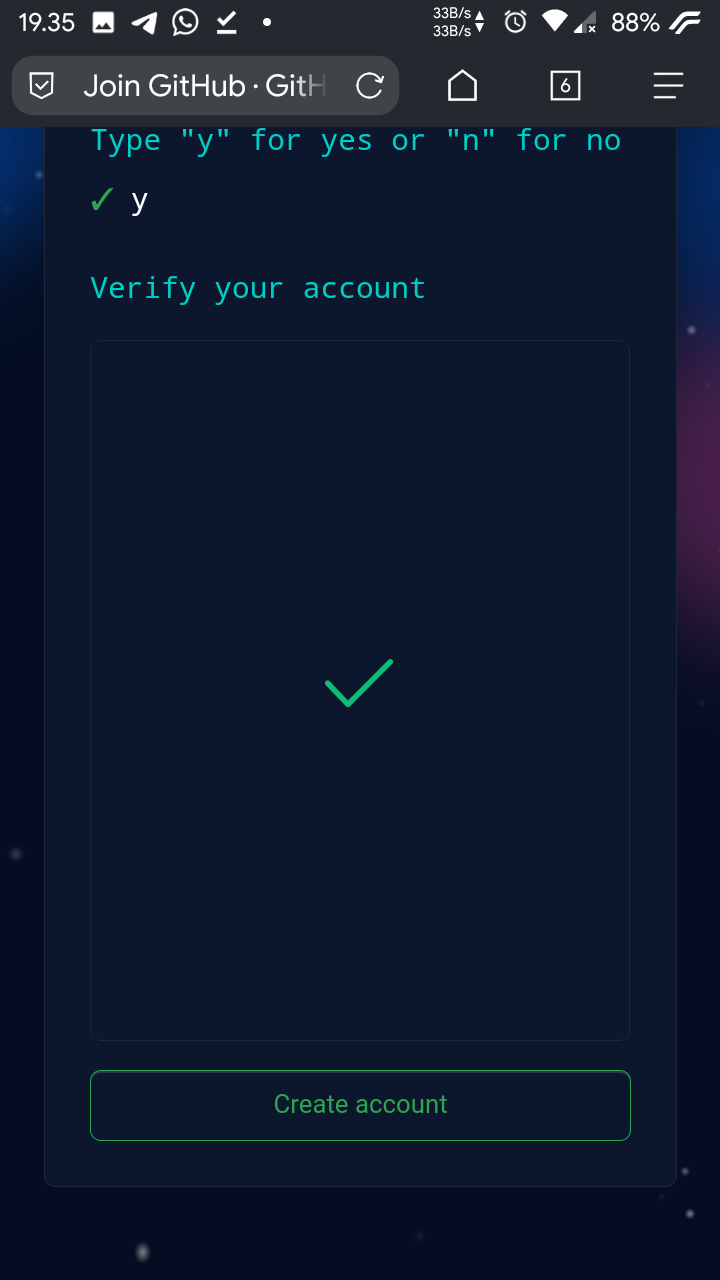 19.35
33B/s
33B/s
88%
Join GitHub · GitH
6
Type "y" for yes or "n" for no
✓ y
Verify your account
Create account